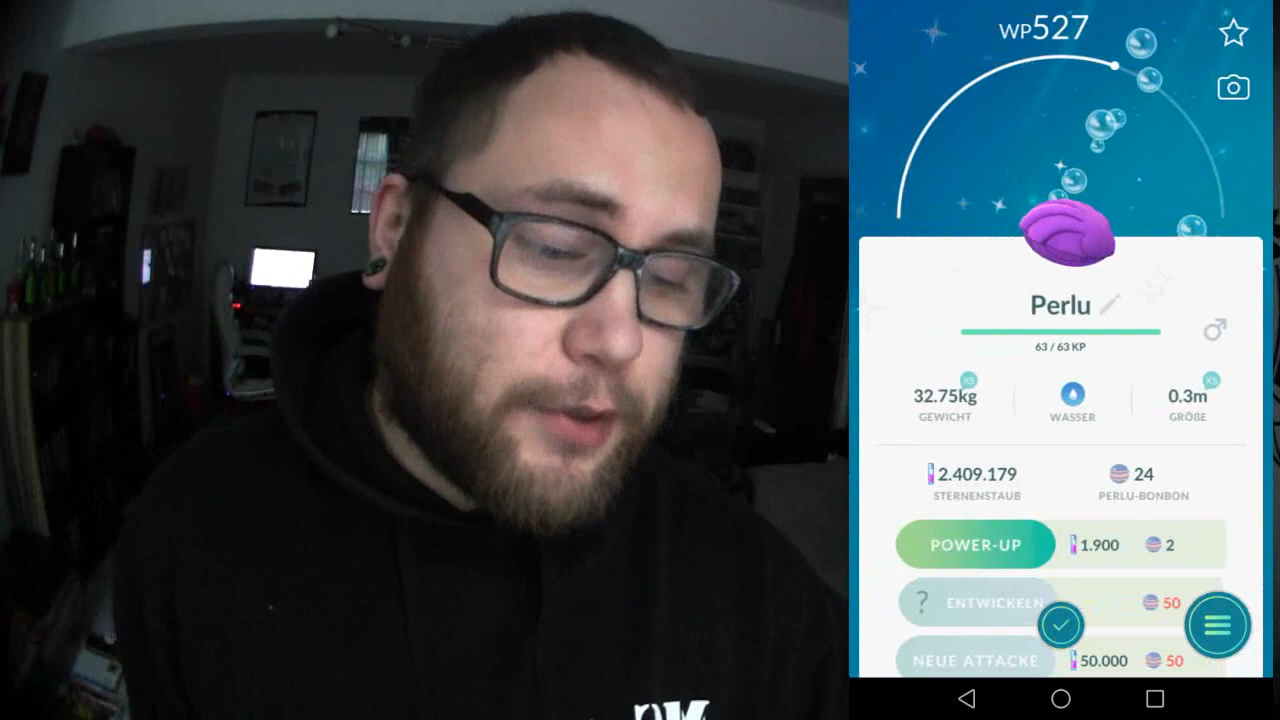 WP527
Perlu
63 / 63 KP
XS
XS
32.75kg
0.3m
GEWICHT
WASSER
GRÖßE
2.409.179
24
STERNENSTAUB
PERLU-BONBON
POWER-UP
1.900
2
?
ENTWICKELN
50
NEUE ATTACKE
50.000
50